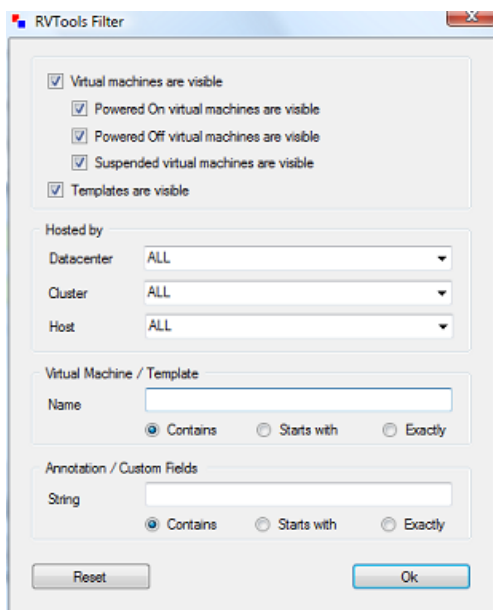 RVTools Filter
Virtual machines are visible
Powered On virtual machines are visible
Powered Off virtual machines are visible
Suspended virtual machines are visible
Templates are visible
Hosted by
Datacenter ALL
Cluster ALL
Host ALL
Virtual Machine / Template
Name
Contains Starts with Exactly
Annotation / Custom Fields
String
Contains Starts with Exactly
Reset Ok